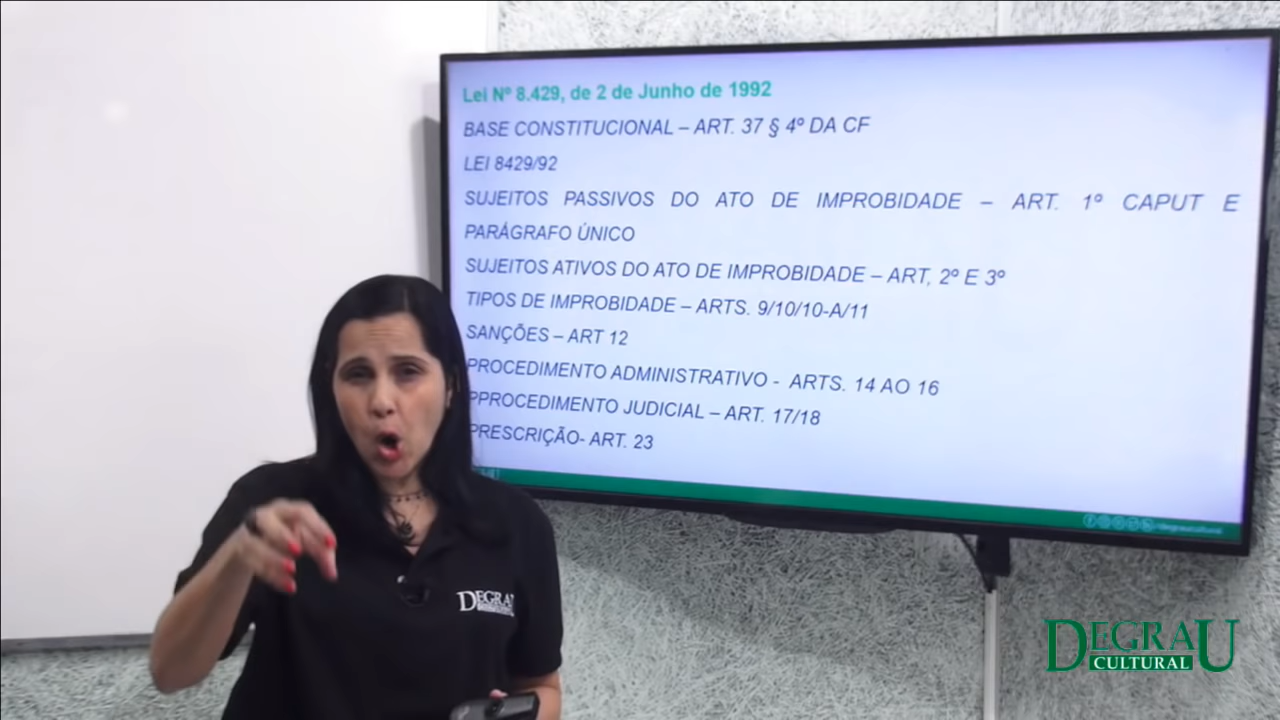 Lei Nº 8.429, de 2 de Junho de 1992
BASE CONSTITUCIONAL – ART. 37 § 4º DA CF
LEI 8429/92
SUJEITOS PASSIVOS DO ATO DE IMPROBIDADE – ART. 1º CAPUT E
PARÁGRAFO ÚNICO
SUJEITOS ATIVOS DO ATO DE IMPROBIDADE – ART, 2º E 3º
TIPOS DE IMPROBIDADE – ARTS. 9/10/10-A/11
SANÇÕES – ART 12
PROCEDIMENTO ADMINISTRATIVO - ARTS. 14 AO 16
PPROCEDIMENTO JUDICIAL – ART. 17/18
PRESCRIÇÃO- ART. 23
/degraucultural
DEGRA
DEGRAU
CULTURAL